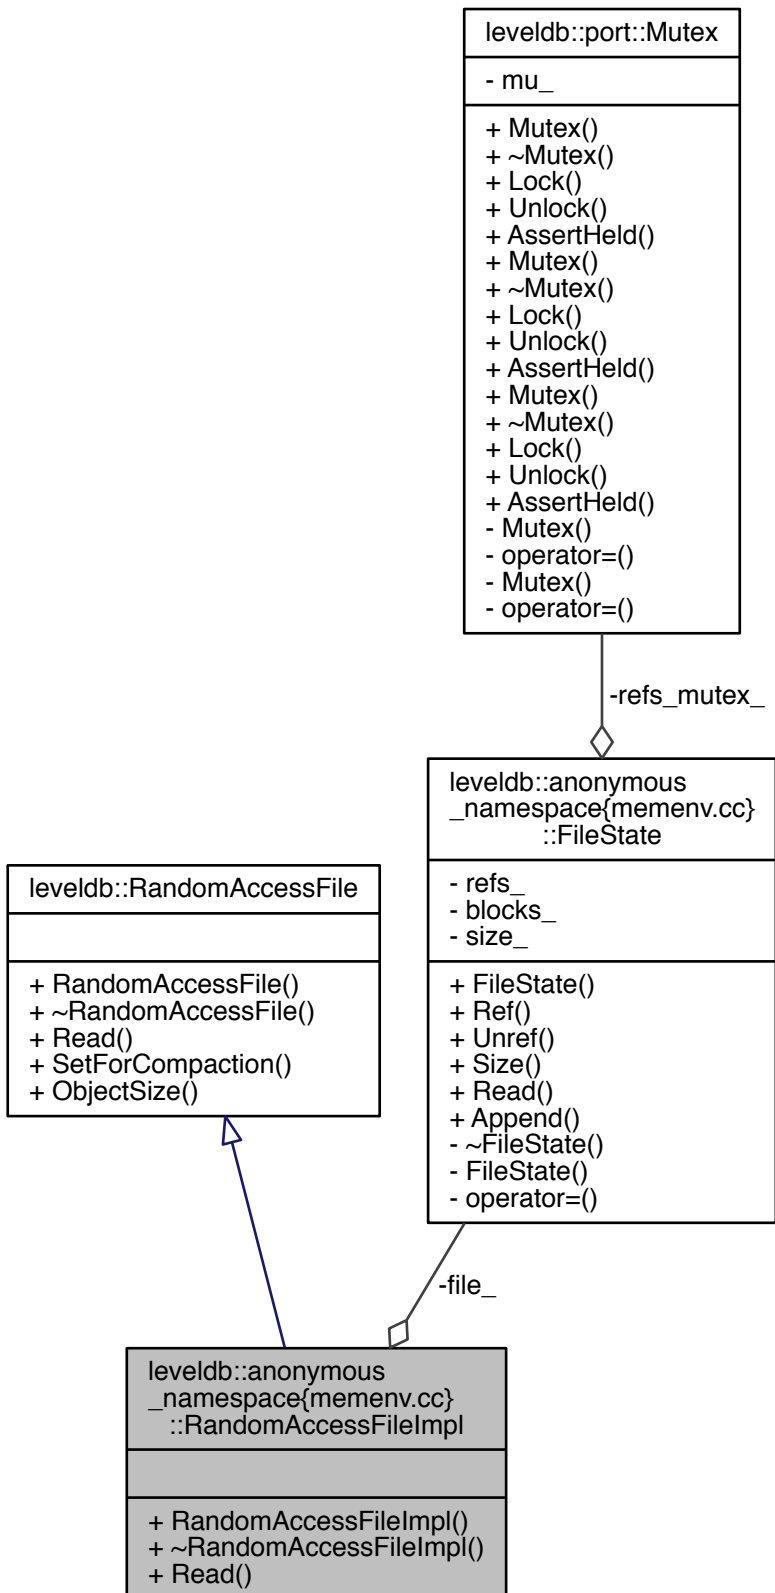 leveldb::port::Mutex
- mu_
+ Mutex()
+ ~Mutex()
+ Lock()
+ Unlock()
+ AssertHeld()
+ Mutex()
+ ~Mutex()
+ Lock()
+ Unlock()
+ AssertHeld()
+ Mutex()
+ ~Mutex()
+ Lock()
+ Unlock()
+ AssertHeld()
- Mutex()
- operator=()
- Mutex()
- operator=()
-refs_mutex_
leveldb::anonymous
_namespace{memenv.cc}
::FileState
- refs_
- blocks_
- size_
+ FileState()
+ Ref()
+ Unref()
+ Size()
+ Read()
+ Append()
- ~FileState()
- FileState()
- operator=()
leveldb::RandomAccessFile
+ RandomAccessFile()
+ ~RandomAccessFile()
+ Read()
+ SetForCompaction()
+ ObjectSize()
-file_
leveldb::anonymous
_namespace{memenv.cc}
::RandomAccessFileImpl
+ RandomAccessFileImpl()
+ ~RandomAccessFileImpl()
+ Read()